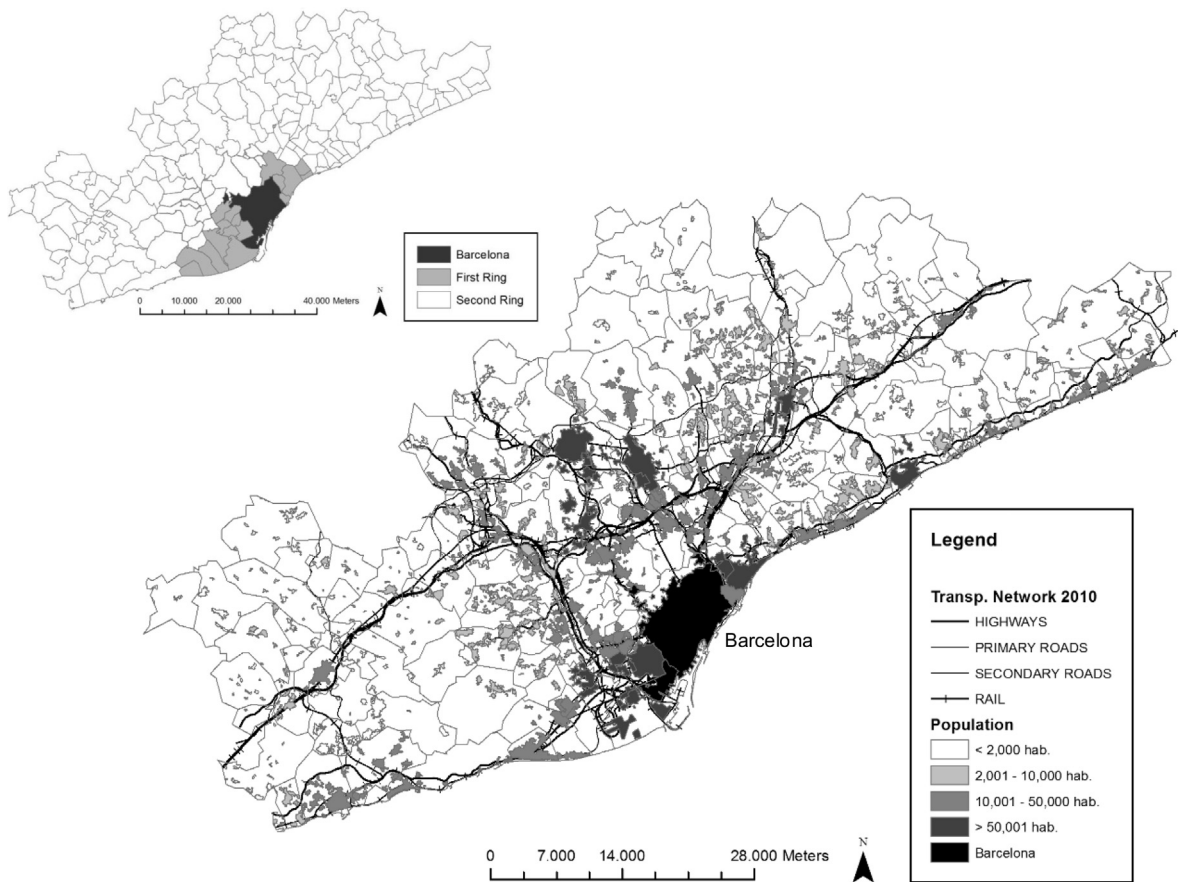 Barcelona
First Ring
Second Ring
0 10.000 20.000 40.000 Meters
N
Barcelona
Legend
Transp. Network 2010
HIGHWAYS
PRIMARY ROADS
SECONDARY ROADS
RAIL
Population
< 2,000 hab.
2,001 - 10,000 hab.
10,001 - 50,000 hab.
> 50,001 hab.
Barcelona
0 7.000 14.000 28.000 Meters
N